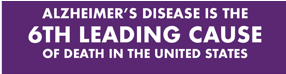 ALZHEIMER'S DISEASE IS THE
6TH LEADING CAUSE
OF DEATH IN THE UNITED STATES